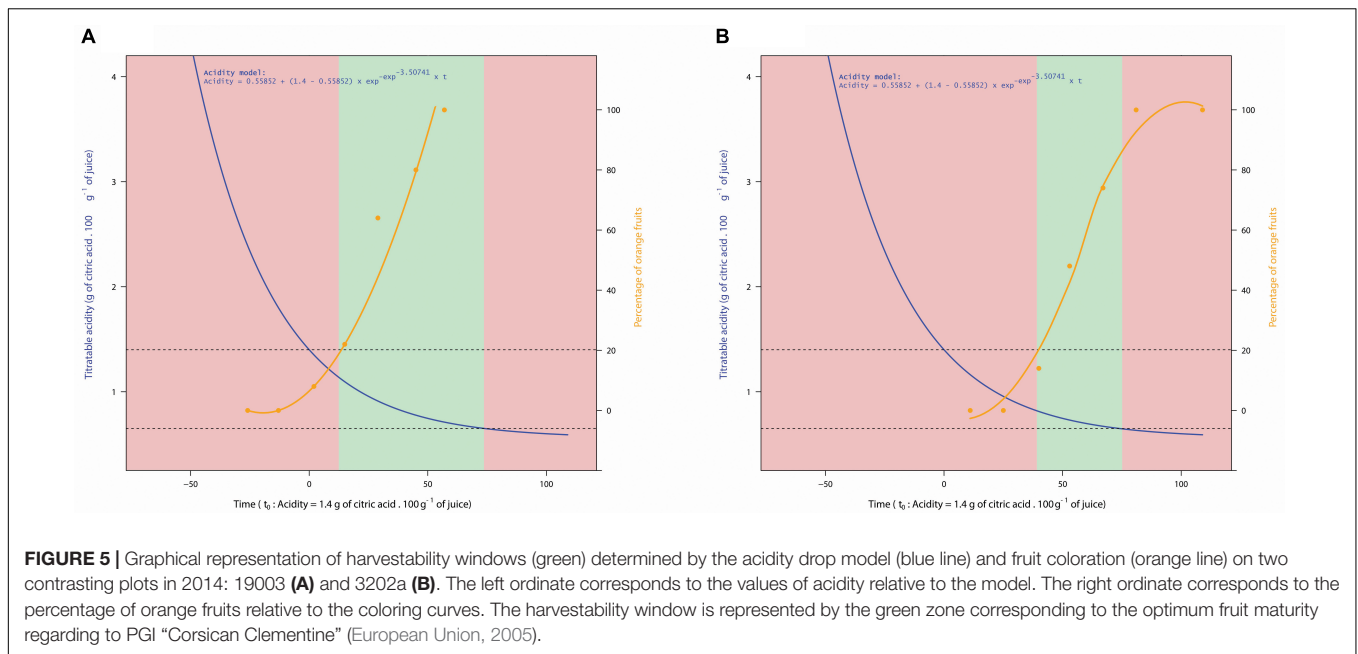 A
Acidity model:
Acidity = 0.55852 + (1.4 - 0.55852) x exp^-exp^-3.50741 x t
4
3
2
1
Titratable acidity (g of citric acid . 100 g-1 of juice)
100
80
60
40
20
0
Percentage of orange fruits
−50
0
50
100
Time ( t0 : Acidity = 1.4 g of citric acid . 100 g-1 of juice)
B
Acidity model:
Acidity = 0.55852 + (1.4 - 0.55852) x exp^-exp^-3.50741 x t
4
3
2
1
Titratable acidity (g of citric acid . 100 g-1 of juice)
100
80
60
40
20
0
Percentage of orange fruits
−50
0
50
100
Time ( t0 : Acidity = 1.4 g of citric acid . 100 g-1 of juice)
FIGURE 5 | Graphical representation of harvestability windows (green) determined by the acidity drop model (blue line) and fruit coloration (orange line) on two
contrasting plots in 2014: 19003 (A) and 3202a (B). The left ordinate corresponds to the values of acidity relative to the model. The right ordinate corresponds to the
percentage of orange fruits relative to the coloring curves. The harvestability window is represented by the green zone corresponding to the optimum fruit maturity
regarding to PGI “Corsican Clementine” (European Union, 2005).